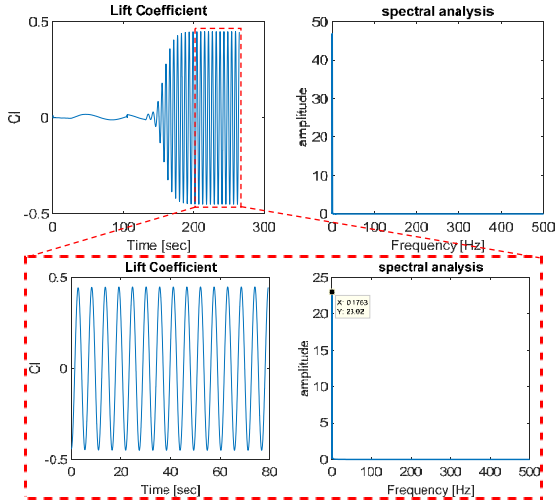 Lift Coefficient
0.5
0
-0.5
Cl
0
100
200
300
Time [sec]
spectral analysis
50
40
30
20
10
0
amplitude
0
100
200
300
400
500
Frequency [Hz]
Lift Coefficient
0.5
0
-0.5
Cl
0
20
40
60
80
Time [sec]
spectral analysis
25
20
15
10
5
0
amplitude
X: 0.1763
Y: 23.02
0
100
200
300
400
500
Frequency [Hz]